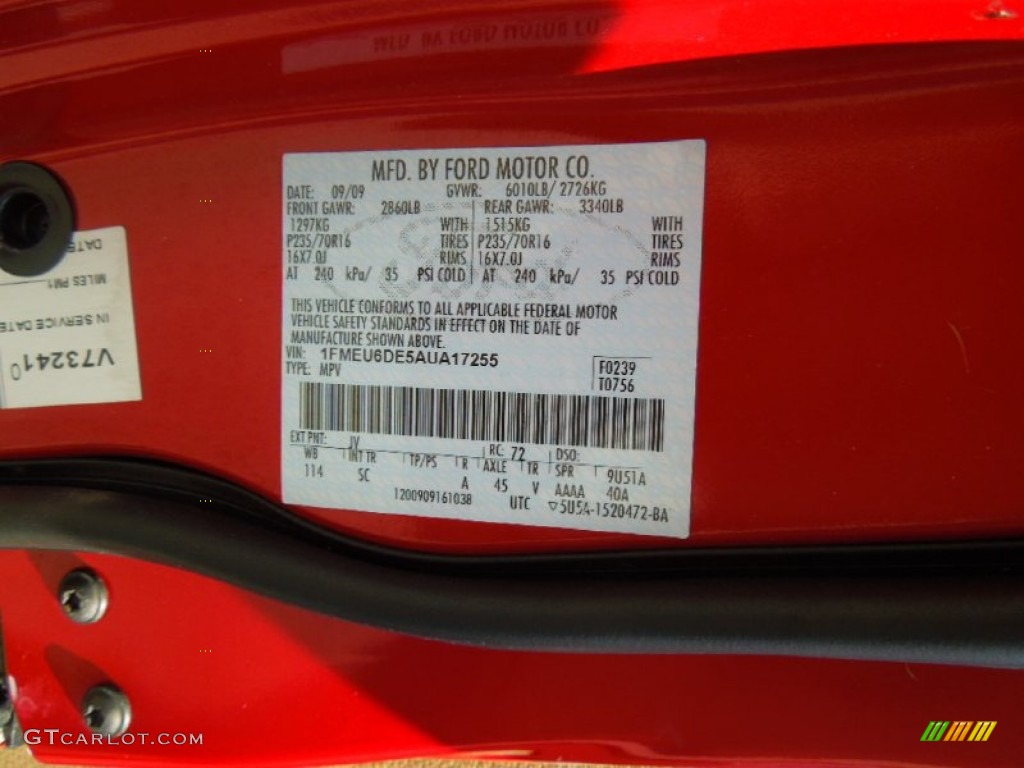 MFD. BY FORD MOTOR CO.
DATE: 09/09 GVWR: 6010LB/ 2726KG
FRONT GAWR: 2860LB REAR GAWR: 3340LB
1297KG WITH 1515KG WITH
P235/70R16 TIRES P235/70R16 TIRES
16X7.0J RIMS 16X7.0J RIMS
AT 240 kPa/ 35 PSI COLD AT 240 kPa/ 35 PSI COLD
THIS VEHICLE CONFORMS TO ALL APPLICABLE FEDERAL MOTOR
VEHICLE SAFETY STANDARDS IN EFFECT ON THE DATE OF
MANUFACTURE SHOWN ABOVE.
VIN: 1FMEU6DE5AUA17255
TYPE: MPV
F0239
T0756
EXT PNT: JV RC: 72 DSO:
WB INT TR TP/PS R AXLE TR SPR 9U51A
114 SC A 45 V AAAA 40A
1200909161038 UTC ▽5U5A-1520472-BA
DATE
MILES PM1
IN SERVICE DATE
V732410
GTCARLOT.COM